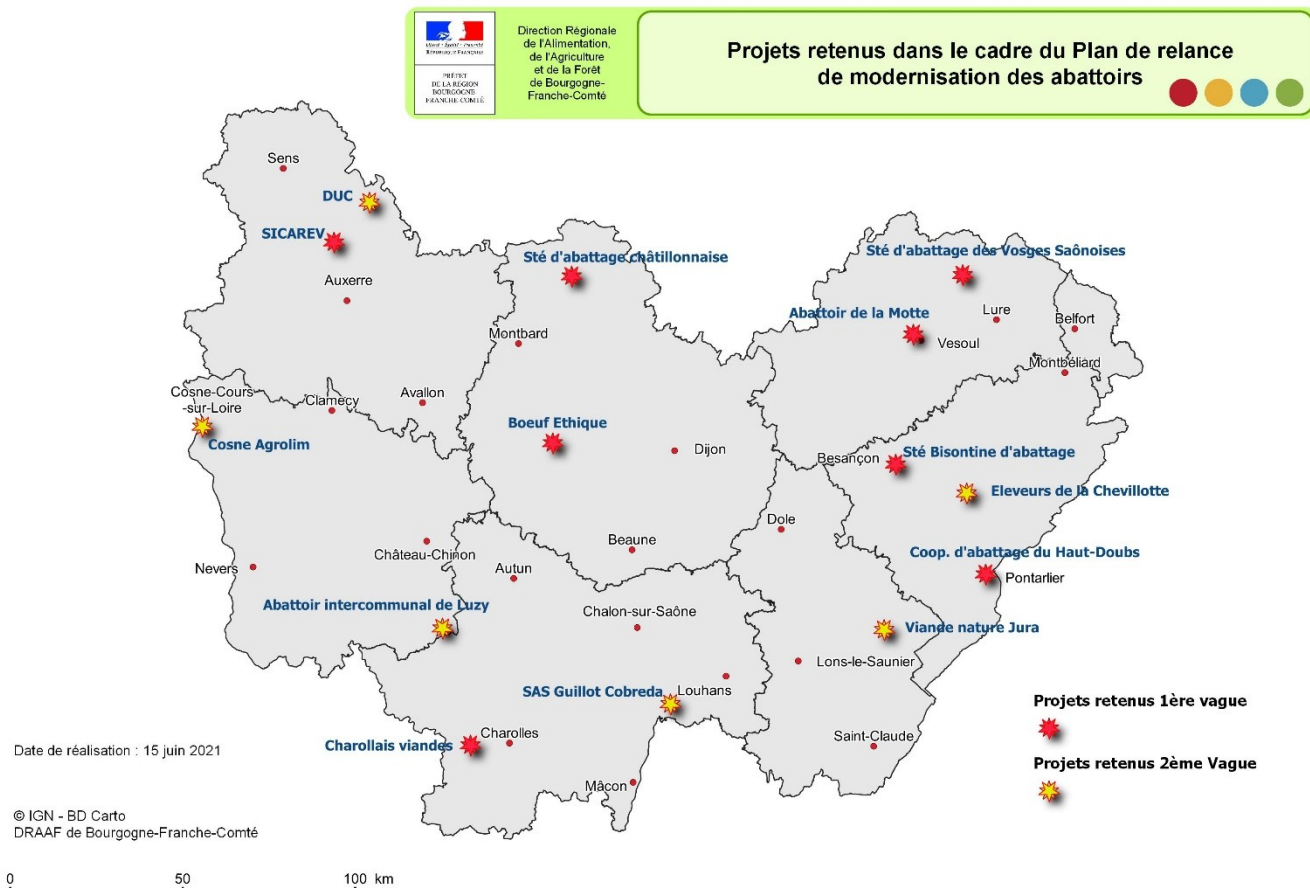 Liberté • Égalité • Fraternité
RÉPUBLIQUE FRANÇAISE
PRÉFET
DE LA RÉGION
BOURGOGNE
FRANCHE-COMTÉ
Direction Régionale
de l'Alimentation,
de l'Agriculture
et de la Forêt
de Bourgogne-
Franche-Comté
Projets retenus dans le cadre du Plan de relance
de modernisation des abattoirs
Sens
DUC
SICAREV
Auxerre
Sté d'abattage châtillonnaise
Sté d'abattage des Vosges Saônoises
Abattoir de la Motte
Lure
Belfort
Montbard
Vesoul
Montbéliard
Cosne-Cours
-sur-Loire
Clamecy
Avallon
Cosne Agrolim
Boeuf Ethique
Dijon
Besançon
Sté Bisontine d'abattage
Eleveurs de la Chevillotte
Dole
Château-Chinon
Beaune
Coop. d'abattage du Haut-Doubs
Nevers
Autun
Pontarlier
Abattoir intercommunal de Luzy
Chalon-sur-Saône
Viande nature Jura
Lons-le-Saunier
SAS Guillot Cobreda
Louhans
Charollais viandes
Charolles
Saint-Claude
Mâcon
Projets retenus 1ère vague
Projets retenus 2ème Vague
Date de réalisation : 15 juin 2021
© IGN - BD Carto
DRAAF de Bourgogne-Franche-Comté
0 50 100 km